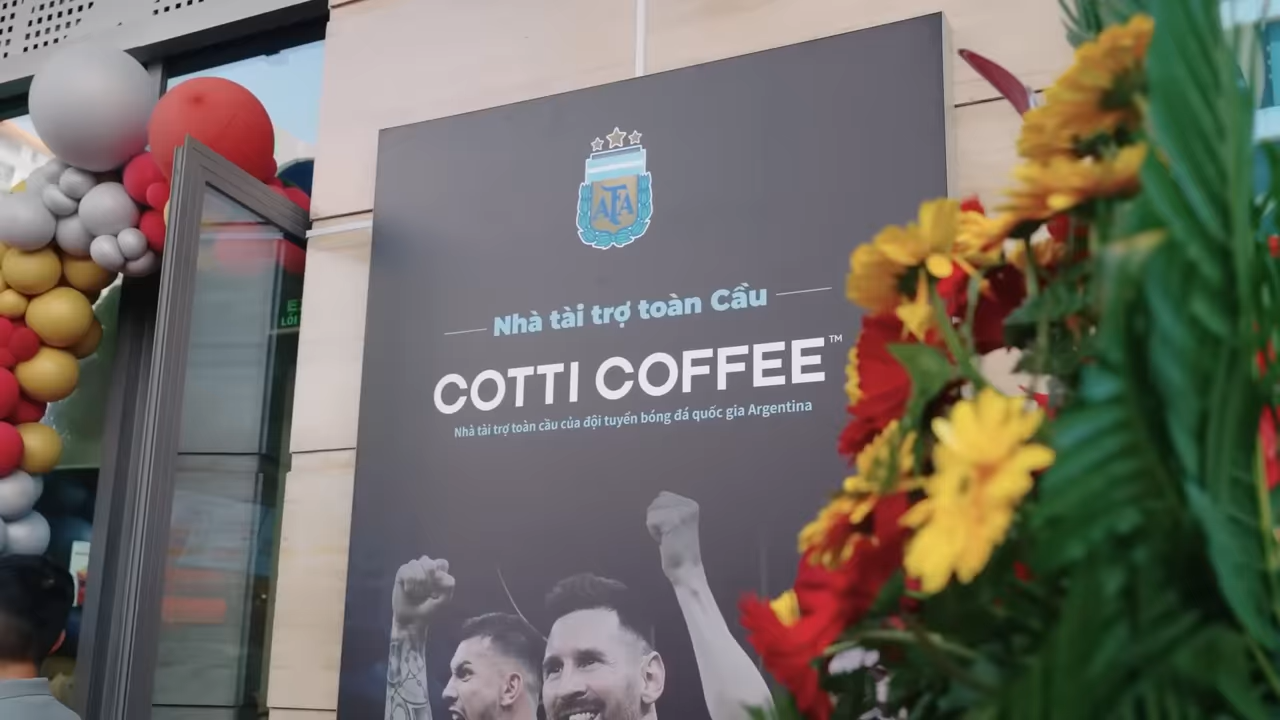 AFA
Nhà tài trợ toàn Cầu
COTTI COFFEE™
Nhà tài trợ toàn cầu của đội tuyển bóng đá quốc gia Argentina